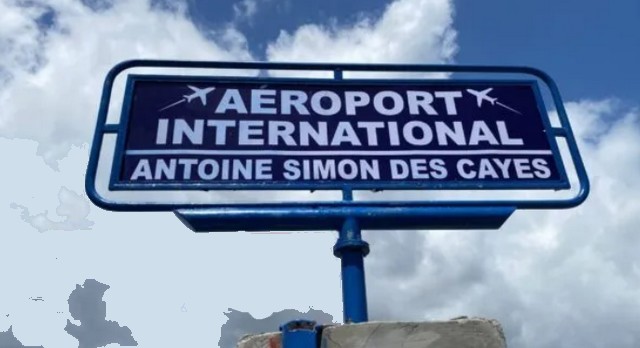 AÉROPORT
INTERNATIONAL
ANTOINE SIMON DES CAYES